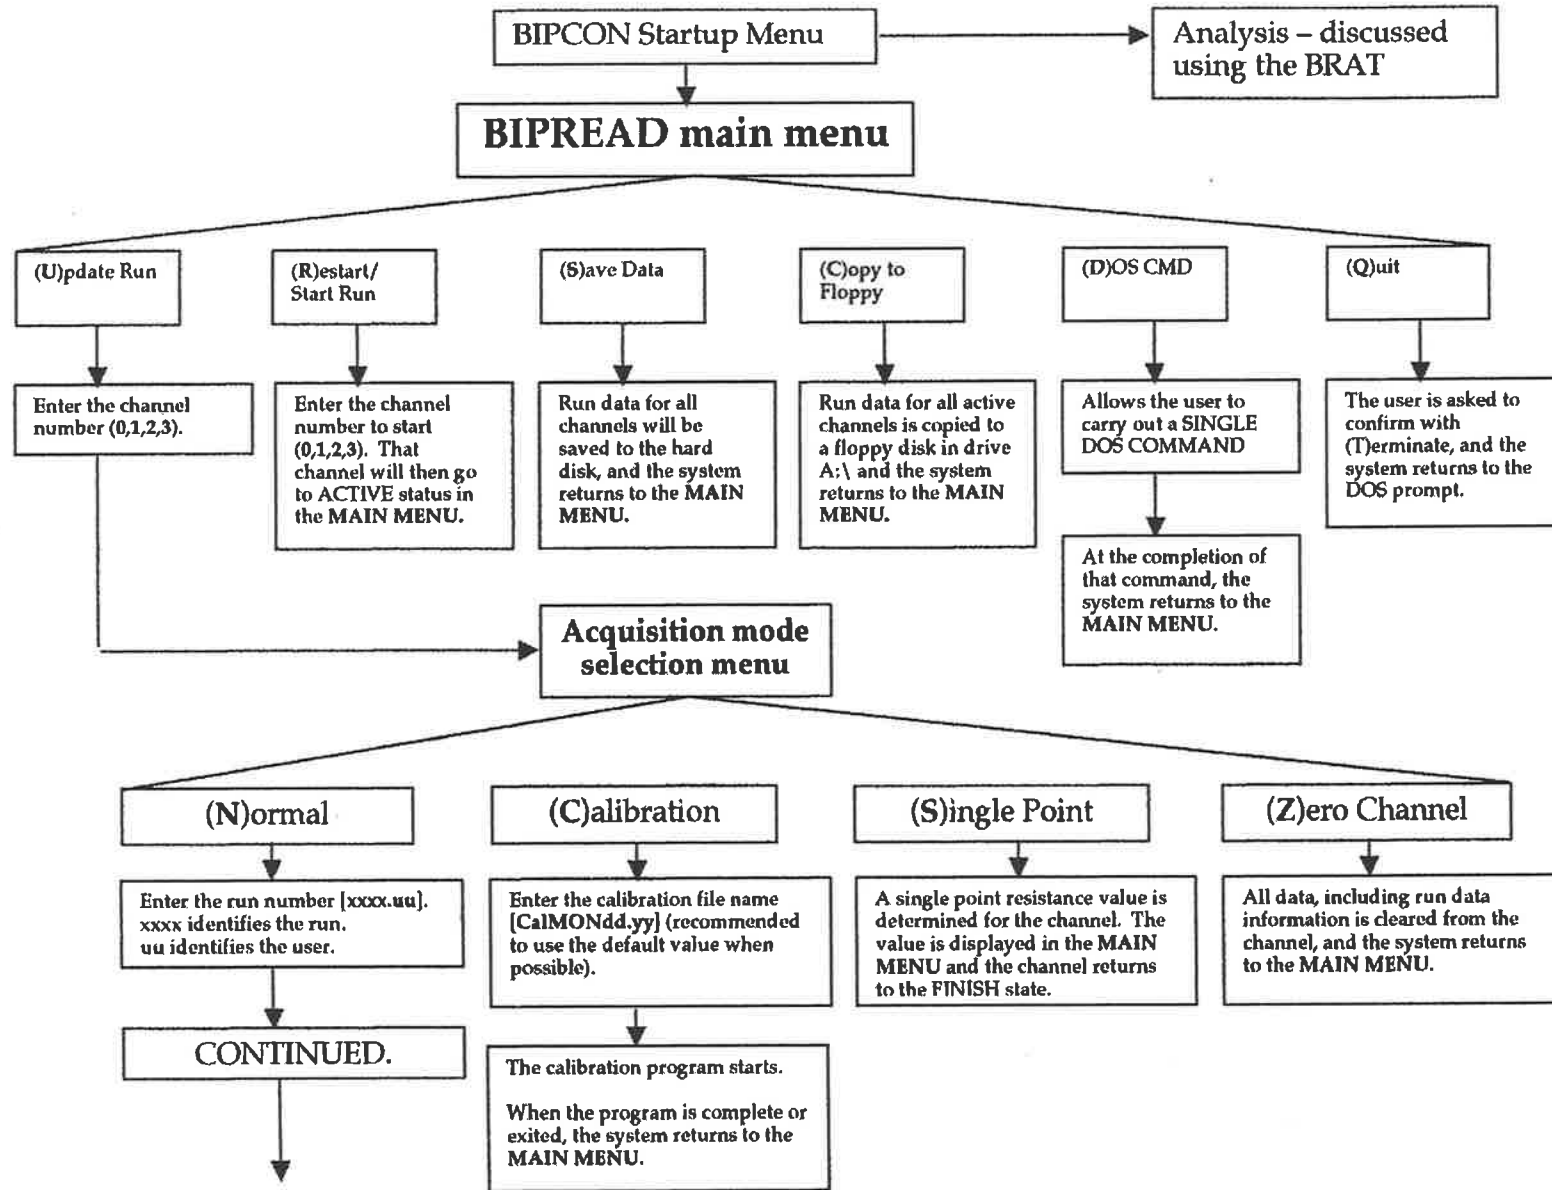 BIPCON Startup Menu
Analysis – discussed
using the BRAT
BIPREAD main menu
(U)pdate Run
(R)estart/
Start Run
(S)ave Data
(C)opy to
Floppy
(D)OS CMD
(Q)uit
Enter the channel
number (0,1,2,3).
Enter the channel
number to start
(0,1,2,3). That
channel will then go
to ACTIVE status in
the MAIN MENU.
Run data for all
channels will be
saved to the hard
disk, and the system
returns to the MAIN
MENU.
Run data for all active
channels is copied to
a floppy disk in drive
A:\ and the system
returns to the MAIN
MENU.
Allows the user to
carry out a SINGLE
DOS COMMAND
The user is asked to
confirm with
(T)erminate, and the
system returns to the
DOS prompt.
At the completion of
that command, the
system returns to the
MAIN MENU.
Acquisition mode
selection menu
(N)ormal
(C)alibration
(S)ingle Point
(Z)ero Channel
Enter the run number [xxxx.uu].
xxxx identifies the run.
uu identifies the user.
Enter the calibration file name
[CalMONdd.yy] (recommended
to use the default value when
possible).
A single point resistance value is
determined for the channel. The
value is displayed in the MAIN
MENU and the channel returns
to the FINISH state.
All data, including run data
information is cleared from the
channel, and the system returns
to the MAIN MENU.
CONTINUED.
The calibration program starts.
When the program is complete or
exited, the system returns to the
MAIN MENU.